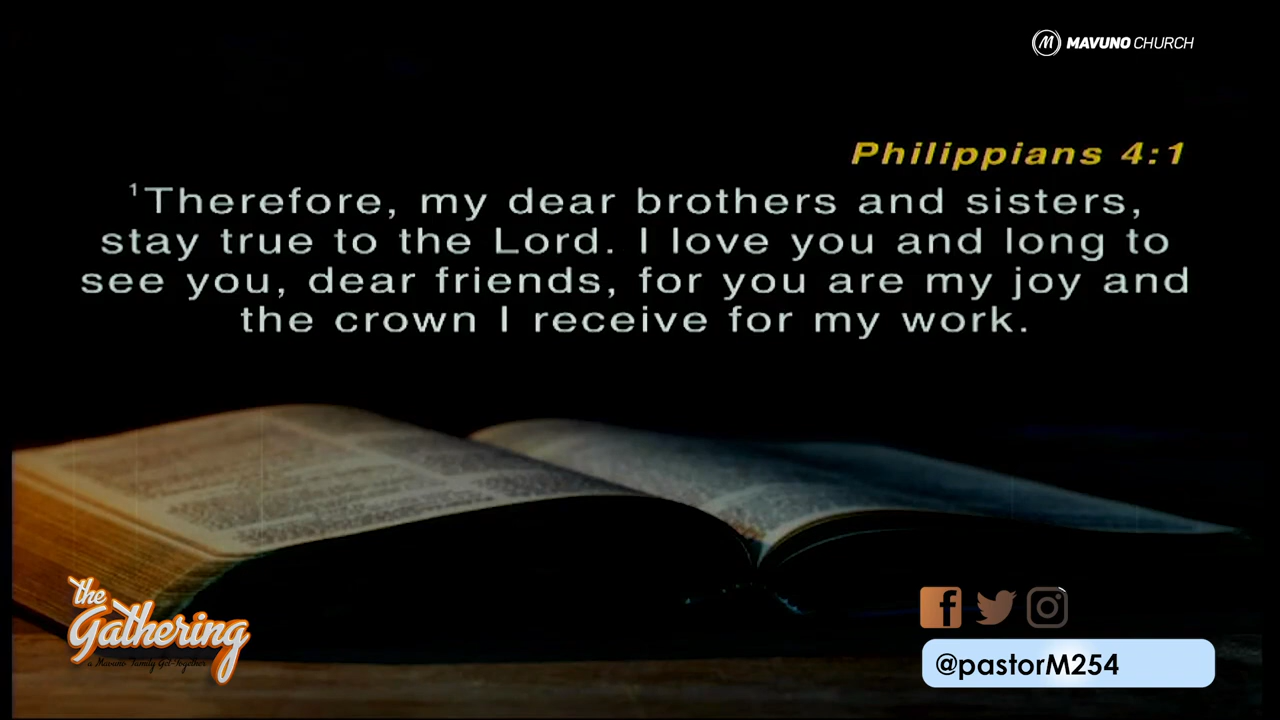 MAVUNO CHURCH
Philippians 4:1
¹Therefore, my dear brothers and sisters,
stay true to the Lord. I love you and long to
see you, dear friends, for you are my joy and
the crown I receive for my work.
the
Gathering
a Mavuno Family Get-Together
@pastorM254